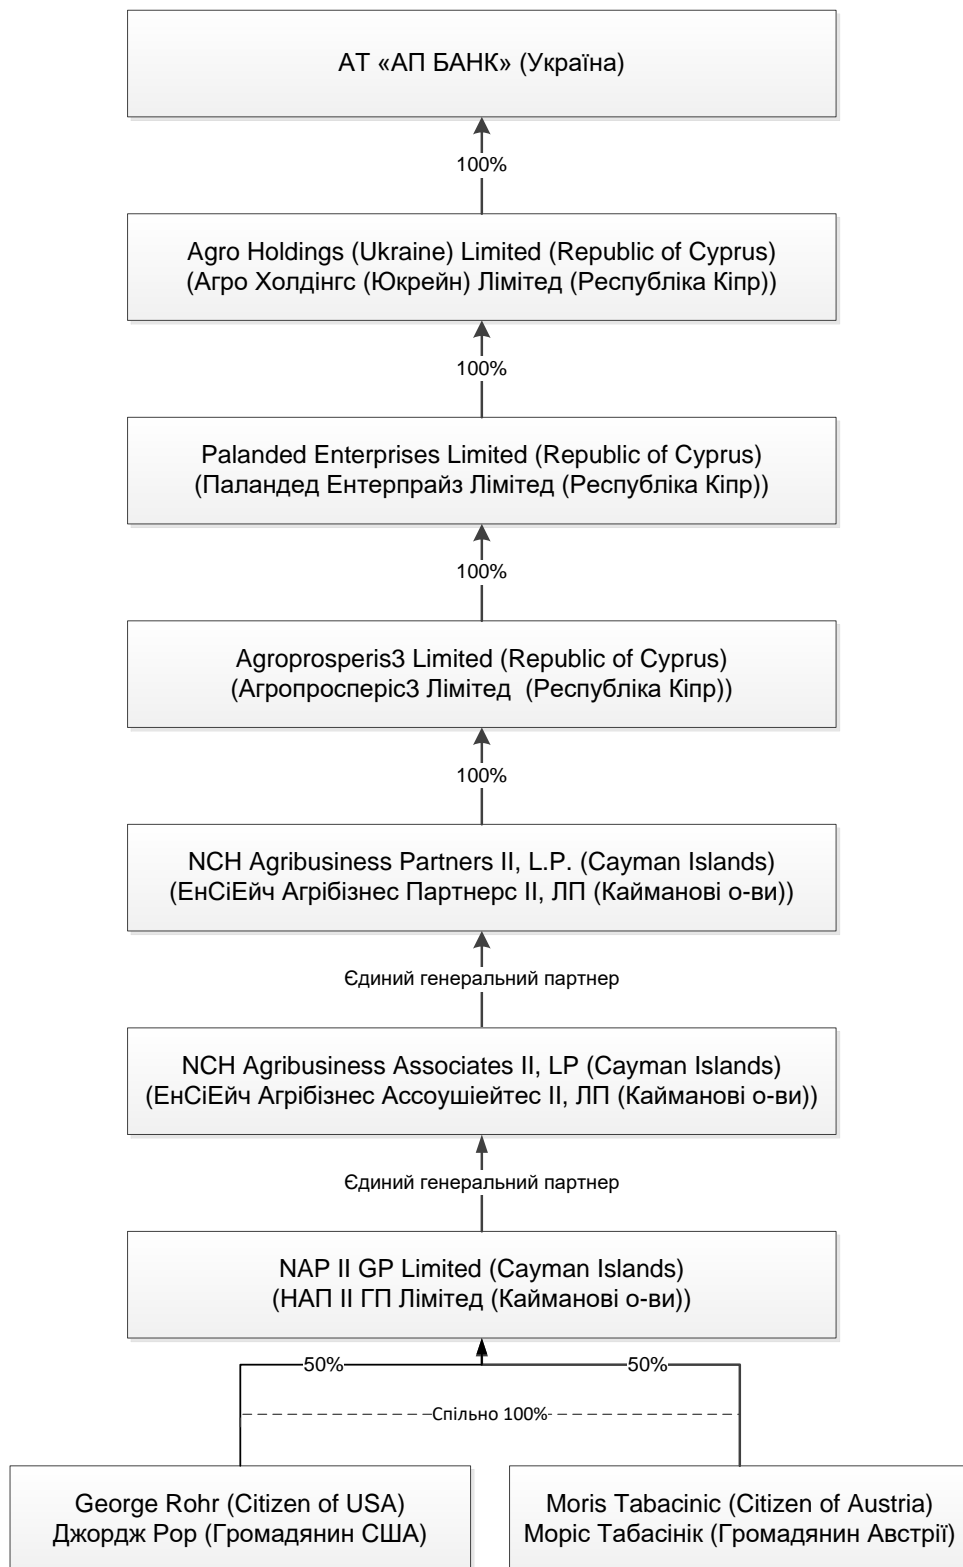 АТ «АП БАНК» (Україна)
100%
Agro Holdings (Ukraine) Limited (Republic of Cyprus)
(Агро Холдінгс (Юкрейн) Лімітед (Республіка Кіпр))
100%
Palanded Enterprises Limited (Republic of Cyprus)
(Паландед Ентерпрайз Лімітед (Республіка Кіпр))
100%
Agroprosperis3 Limited (Republic of Cyprus)
(Агропросперіс3 Лімітед (Республіка Кіпр))
100%
NCH Agribusiness Partners II, L.P. (Cayman Islands)
(ЕнСіЕйч Агрібізнес Партнерс II, ЛП (Кайманові о-ви))
Єдиний генеральний партнер
NCH Agribusiness Associates II, LP (Cayman Islands)
(ЕнСіЕйч Агрібізнес Ассоушіейтес II, ЛП (Кайманові о-ви))
Єдиний генеральний партнер
NAP II GP Limited (Cayman Islands)
(НАП II ГП Лімітед (Кайманові о-ви))
50% 50%
Спільно 100%
George Rohr (Citizen of USA)
Джордж Рор (Громадянин США)
Moris Tabacinic (Citizen of Austria)
Моріс Табасінік (Громадянин Австрії)